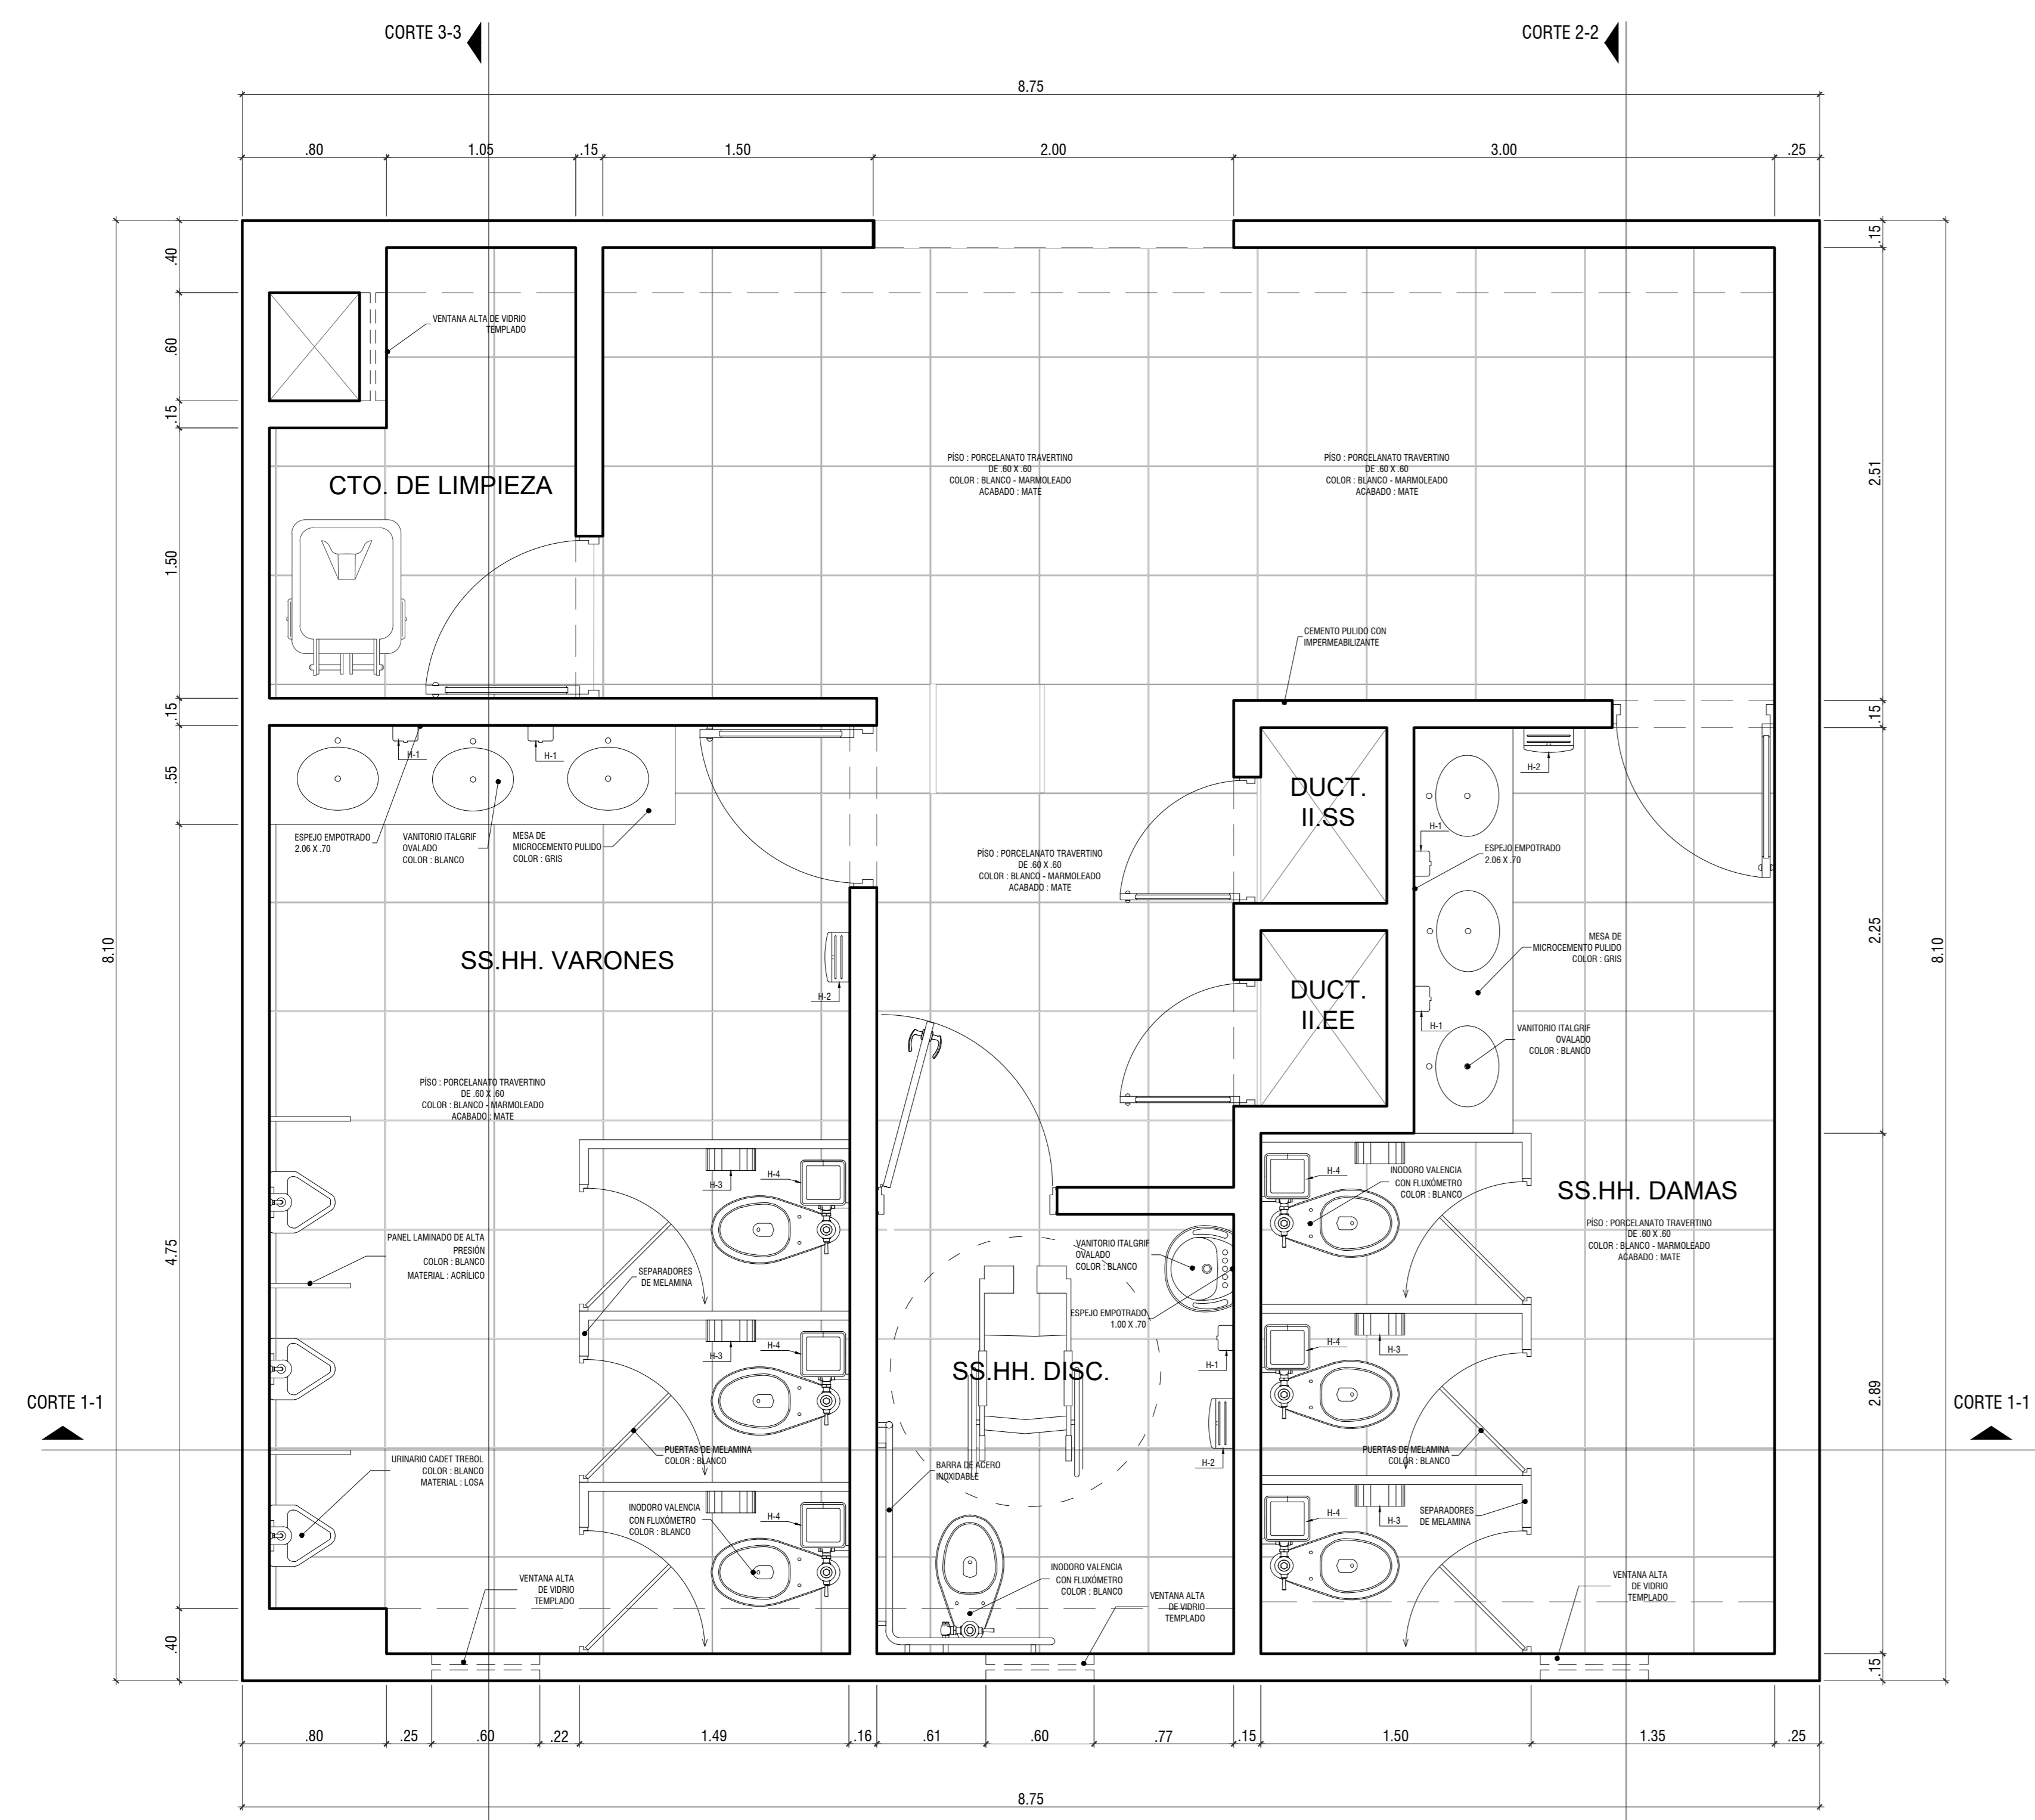 CORTE 3-3
CORTE 2-2
8.75
.80
1.05
.15
1.50
2.00
3.00
.25
.40
.60
.15
1.50
.15
.55
4.75
.40
8.10
.15
2.51
.15
2.25
2.89
.15
8.10
VENTANA ALTA DE VIDRIO
TEMPLADO
CTO. DE LIMPIEZA
PÍSO : PORCELANATO TRAVERTINO
DE .60 X .60
COLOR : BLANCO - MARMOLEADO
ACABADO : MATE
PÍSO : PORCELANATO TRAVERTINO
DE .60 X .60
COLOR : BLANCO - MARMOLEADO
ACABADO : MATE
CEMENTO PULIDO CON
IMPERMEABILIZANTE
H-1
H-1
ESPEJO EMPOTRADO
2.06 X .70
VANITORIO ITALGRIF
OVALADO
COLOR : BLANCO
MESA DE
MICROCEMENTO PULIDO
COLOR : GRIS
PÍSO : PORCELANATO TRAVERTINO
DE .60 X .60
COLOR : BLANCO - MARMOLEADO
ACABADO : MATE
DUCT.
II.SS
H-2
H-1
ESPEJO EMPOTRADO
2.06 X .70
MESA DE
MICROCEMENTO PULIDO
COLOR : GRIS
SS.HH. VARONES
H-2
DUCT.
II.EE
H-1
VANITORIO ITALGRIF
OVALADO
COLOR : BLANCO
PÍSO : PORCELANATO TRAVERTINO
DE .60 X .60
COLOR : BLANCO - MARMOLEADO
ACABADO : MATE
H-3
H-4
H-4
INODORO VALENCIA
CON FLUXÓMETRO
COLOR : BLANCO
SS.HH. DAMAS
PÍSO : PORCELANATO TRAVERTINO
DE .60 X .60
COLOR : BLANCO - MARMOLEADO
ACABADO : MATE
PANEL LAMINADO DE ALTA
PRESIÓN
COLOR : BLANCO
MATERIAL : ACRÍLICO
SEPARADORES
DE MELAMINA
VANITORIO ITALGRIF
OVALADO
COLOR : BLANCO
ESPEJO EMPOTRADO
1.00 X .70
H-3
H-4
H-1
H-4
H-3
SS.HH. DISC.
CORTE 1-1
CORTE 1-1
PUERTAS DE MELAMINA
COLOR : BLANCO
PUERTAS DE MELAMINA
COLOR : BLANCO
URINARIO CADET TREBOL
COLOR : BLANCO
MATERIAL : LOSA
BARRA DE ACERO
INOXIDABLE
H-2
INODORO VALENCIA
CON FLUXÓMETRO
COLOR : BLANCO
H-4
H-4
H-3
SEPARADORES
DE MELAMINA
VENTANA ALTA
DE VIDRIO
TEMPLADO
INODORO VALENCIA
CON FLUXÓMETRO
COLOR : BLANCO
VENTANA ALTA
DE VIDRIO
TEMPLADO
VENTANA ALTA
DE VIDRIO
TEMPLADO
.80
.25
.60
.22
1.49
.16
.61
.60
.77
.15
1.50
1.35
.25
8.75